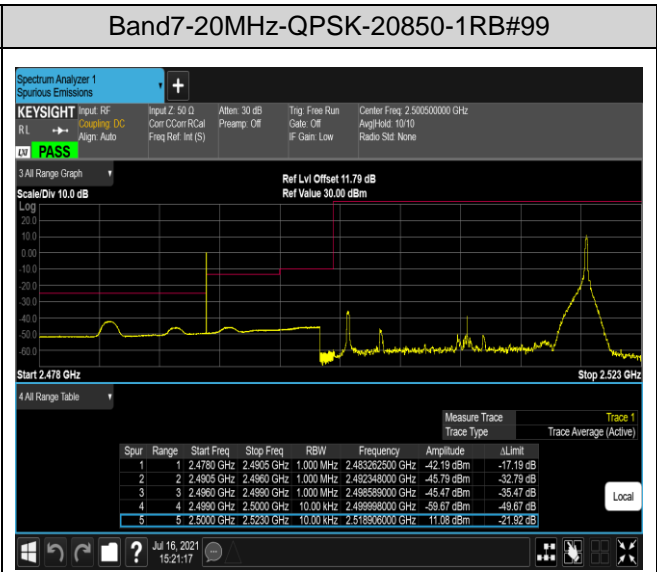 Band7-20MHz-QPSK-20850-1RB#99
Spectrum Analyzer 1
Spurious Emissions
+
KEYSIGHT Input: RF Input Z: 50 Ω Atten: 30 dB Trig: Free Run Center Freq: 2.500500000 GHz
RL Coupling: DC Corr CCorr RCal Preamp: Off Gate: Off Avg|Hold: 10/10
Align: Auto Freq Ref: Int (S) IF Gain: Low Radio Std: None
LXI PASS
3 All Range Graph
Ref Lvl Offset 11.79 dB
Scale/Div 10.0 dB Ref Value 30.00 dBm
Log
20.0
10.0
0.00
-10.0
-20.0
-30.0
-40.0
-50.0
-60.0
Start 2.478 GHz Stop 2.523 GHz
4 All Range Table
Measure Trace Trace 1
Trace Type Trace Average (Active)
Spur Range Start Freq Stop Freq RBW Frequency Amplitude ΔLimit
1 1 2.4780 GHz 2.4905 GHz 1.000 MHz 2.483262500 GHz -42.19 dBm -17.19 dB
2 2 2.4905 GHz 2.4960 GHz 1.000 MHz 2.492348000 GHz -45.79 dBm -32.79 dB
3 3 2.4960 GHz 2.4990 GHz 1.000 MHz 2.498589000 GHz -45.47 dBm -35.47 dB
4 4 2.4990 GHz 2.5000 GHz 10.00 kHz 2.499998000 GHz -59.67 dBm -49.67 dB
5 5 2.5000 GHz 2.5230 GHz 10.00 kHz 2.518906000 GHz 11.08 dBm -21.92 dB
Local
? Jul 16, 2021
15:21:17